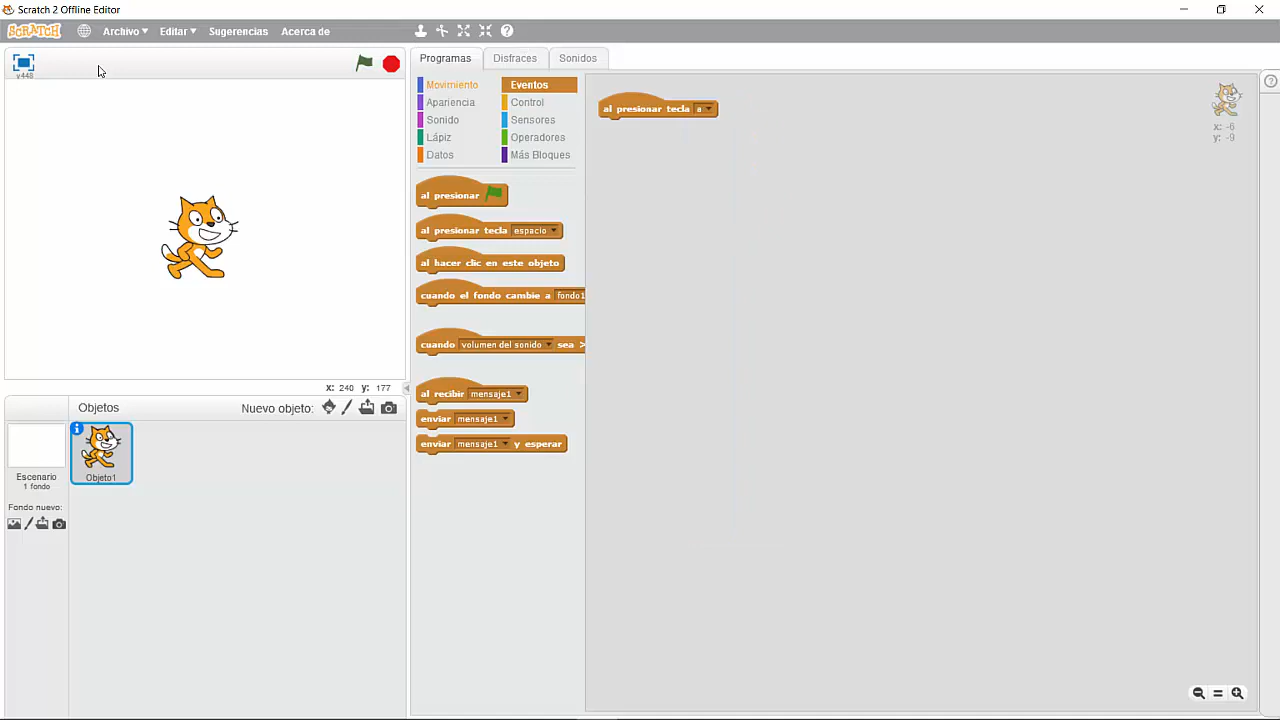 Scratch 2 Offline Editor
SCRATCH Archivo Editar Sugerencias Acerca de
v448
Programas Disfraces Sonidos
Movimiento Eventos
Apariencia Control
Sonido Sensores
Lápiz Operadores
Datos Más Bloques
al presionar
al presionar tecla espacio
al hacer clic en este objeto
cuando el fondo cambie a fondo1
cuando volumen del sonido sea >
al recibir mensaje1
enviar mensaje1
enviar mensaje1 y esperar
al presionar tecla a
x: -6
y: -9
x: 240 y: 177
Objetos Nuevo objeto:
Escenario
1 fondo
Objeto1
Fondo nuevo: